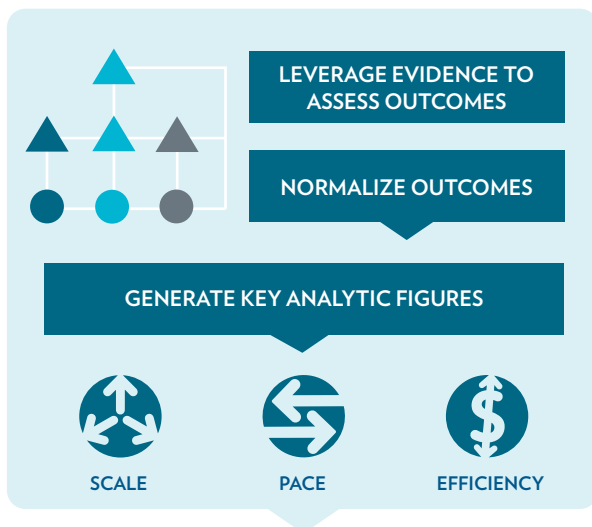 LEVERAGE EVIDENCE TO
ASSESS OUTCOMES
NORMALIZE OUTCOMES
GENERATE KEY ANALYTIC FIGURES
SCALE
PACE
$
EFFICIENCY